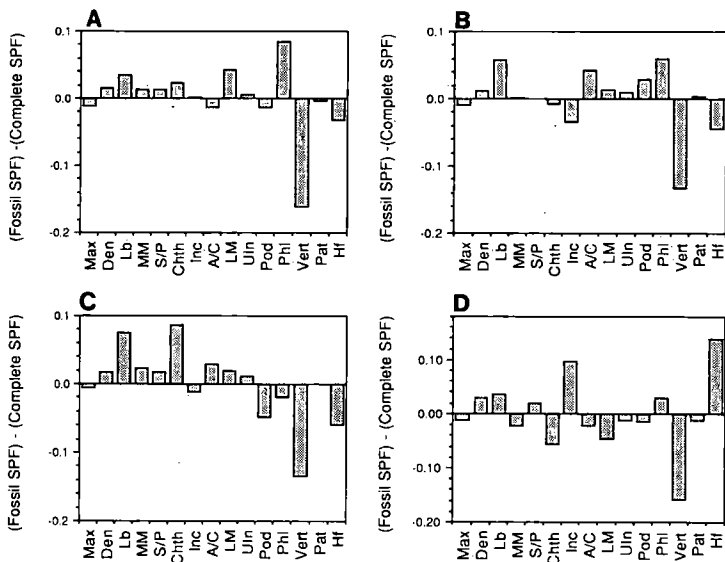 A
(Fossil SPF) -(Complete SPF)
0.1
0.0
-0.1
-0.2
Max Den Lb MM S/P Chth Inc A/C LM Uln Pod Phl Vert Pat Hf
B
(Fossil SPF) -(Complete SPF)
0.1
0.0
-0.1
-0.2
Max Den Lb MM S/P Chth Inc A/C LM Uln Pod Phl Vert Pat Hf
C
(Fossil SPF) - (Complete SPF)
0.1
0.0
-0.1
-0.2
Max Den Lb MM S/P Chth Inc A/C LM Uln Pod Phl Vert Pat Hf
D
(Fossil SPF) - (Complete SPF)
0.10
0.00
-0.10
-0.20
Max Den Lb MM S/P Chth Inc A/C LM Uln Pod Phl Vert Pat Hf